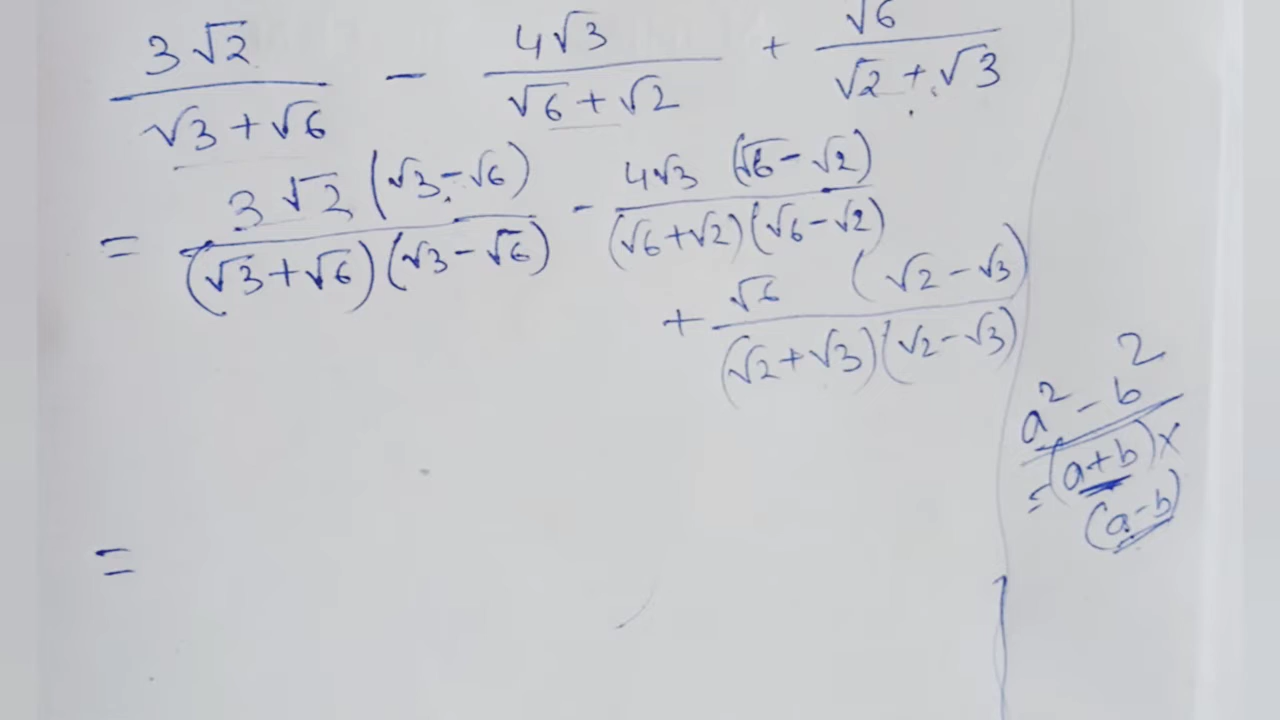 3√2/(√3+√6) - 4√3/(√6+√2) + √6/(√2+√3)
= 3√2(√3-√6)/(√3+√6)(√3-√6) - 4√3(√6-√2)/(√6+√2)(√6-√2)
+ √6(√2-√3)/(√2+√3)(√2-√3)
a²-b²
=(a+b)×
(a-b)
=